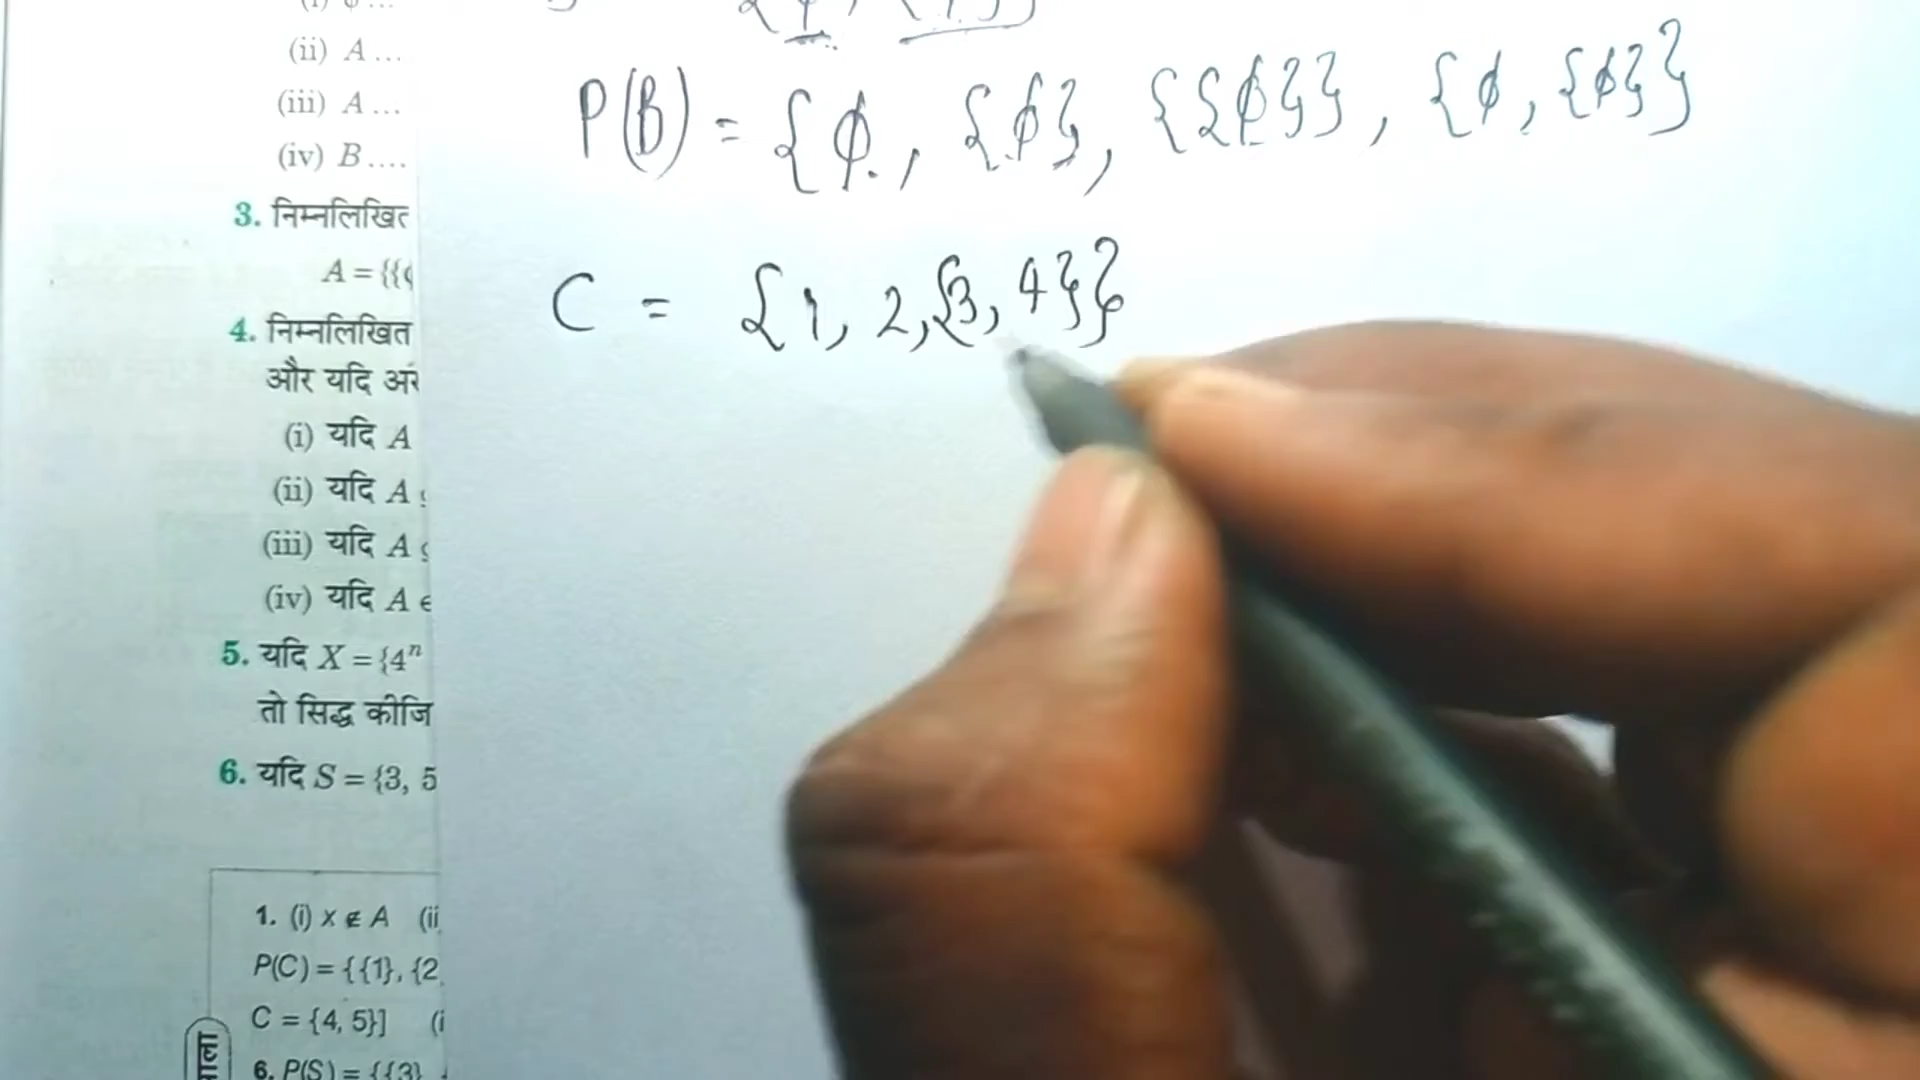 (i) φ ...
(ii) A ...
(iii) A ...
(iv) B ....
3. निम्नलिखित
A = {{
4. निम्नलिखित
और यदि
(i) यदि A
(ii) यदि A
(iii) यदि A
(iv) यदि A ∈
5. यदि X = {4ⁿ
तो सिद्ध कीजि
6. यदि S = {3, 5
1. (i) x ∉ A (ii
P(C) = { {1}, {2,
C = {4, 5}] (i
6. P(S) = {{3},
माला
P(B) = {φ, {φ}, {{φ}}, {φ, {φ}}
C = {1, 2, {3, 4}}